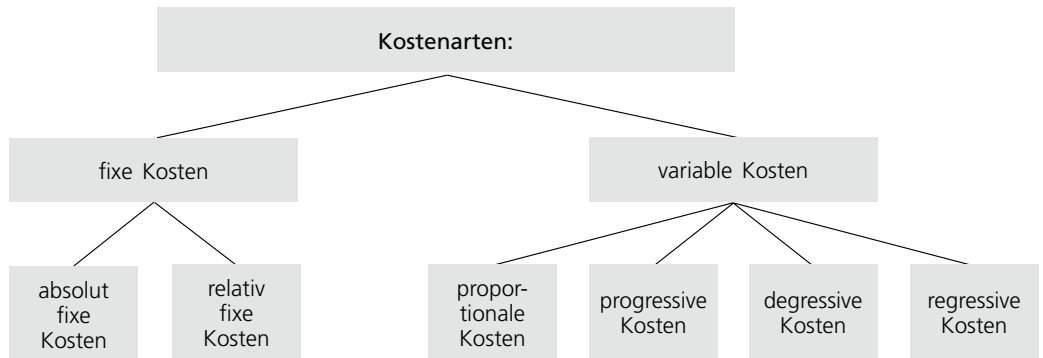 Kostenarten:
fixe Kosten
variable Kosten
absolut
fixe
Kosten
relativ
fixe
Kosten
propor-
tionale
Kosten
progressive
Kosten
degressive
Kosten
regressive
Kosten